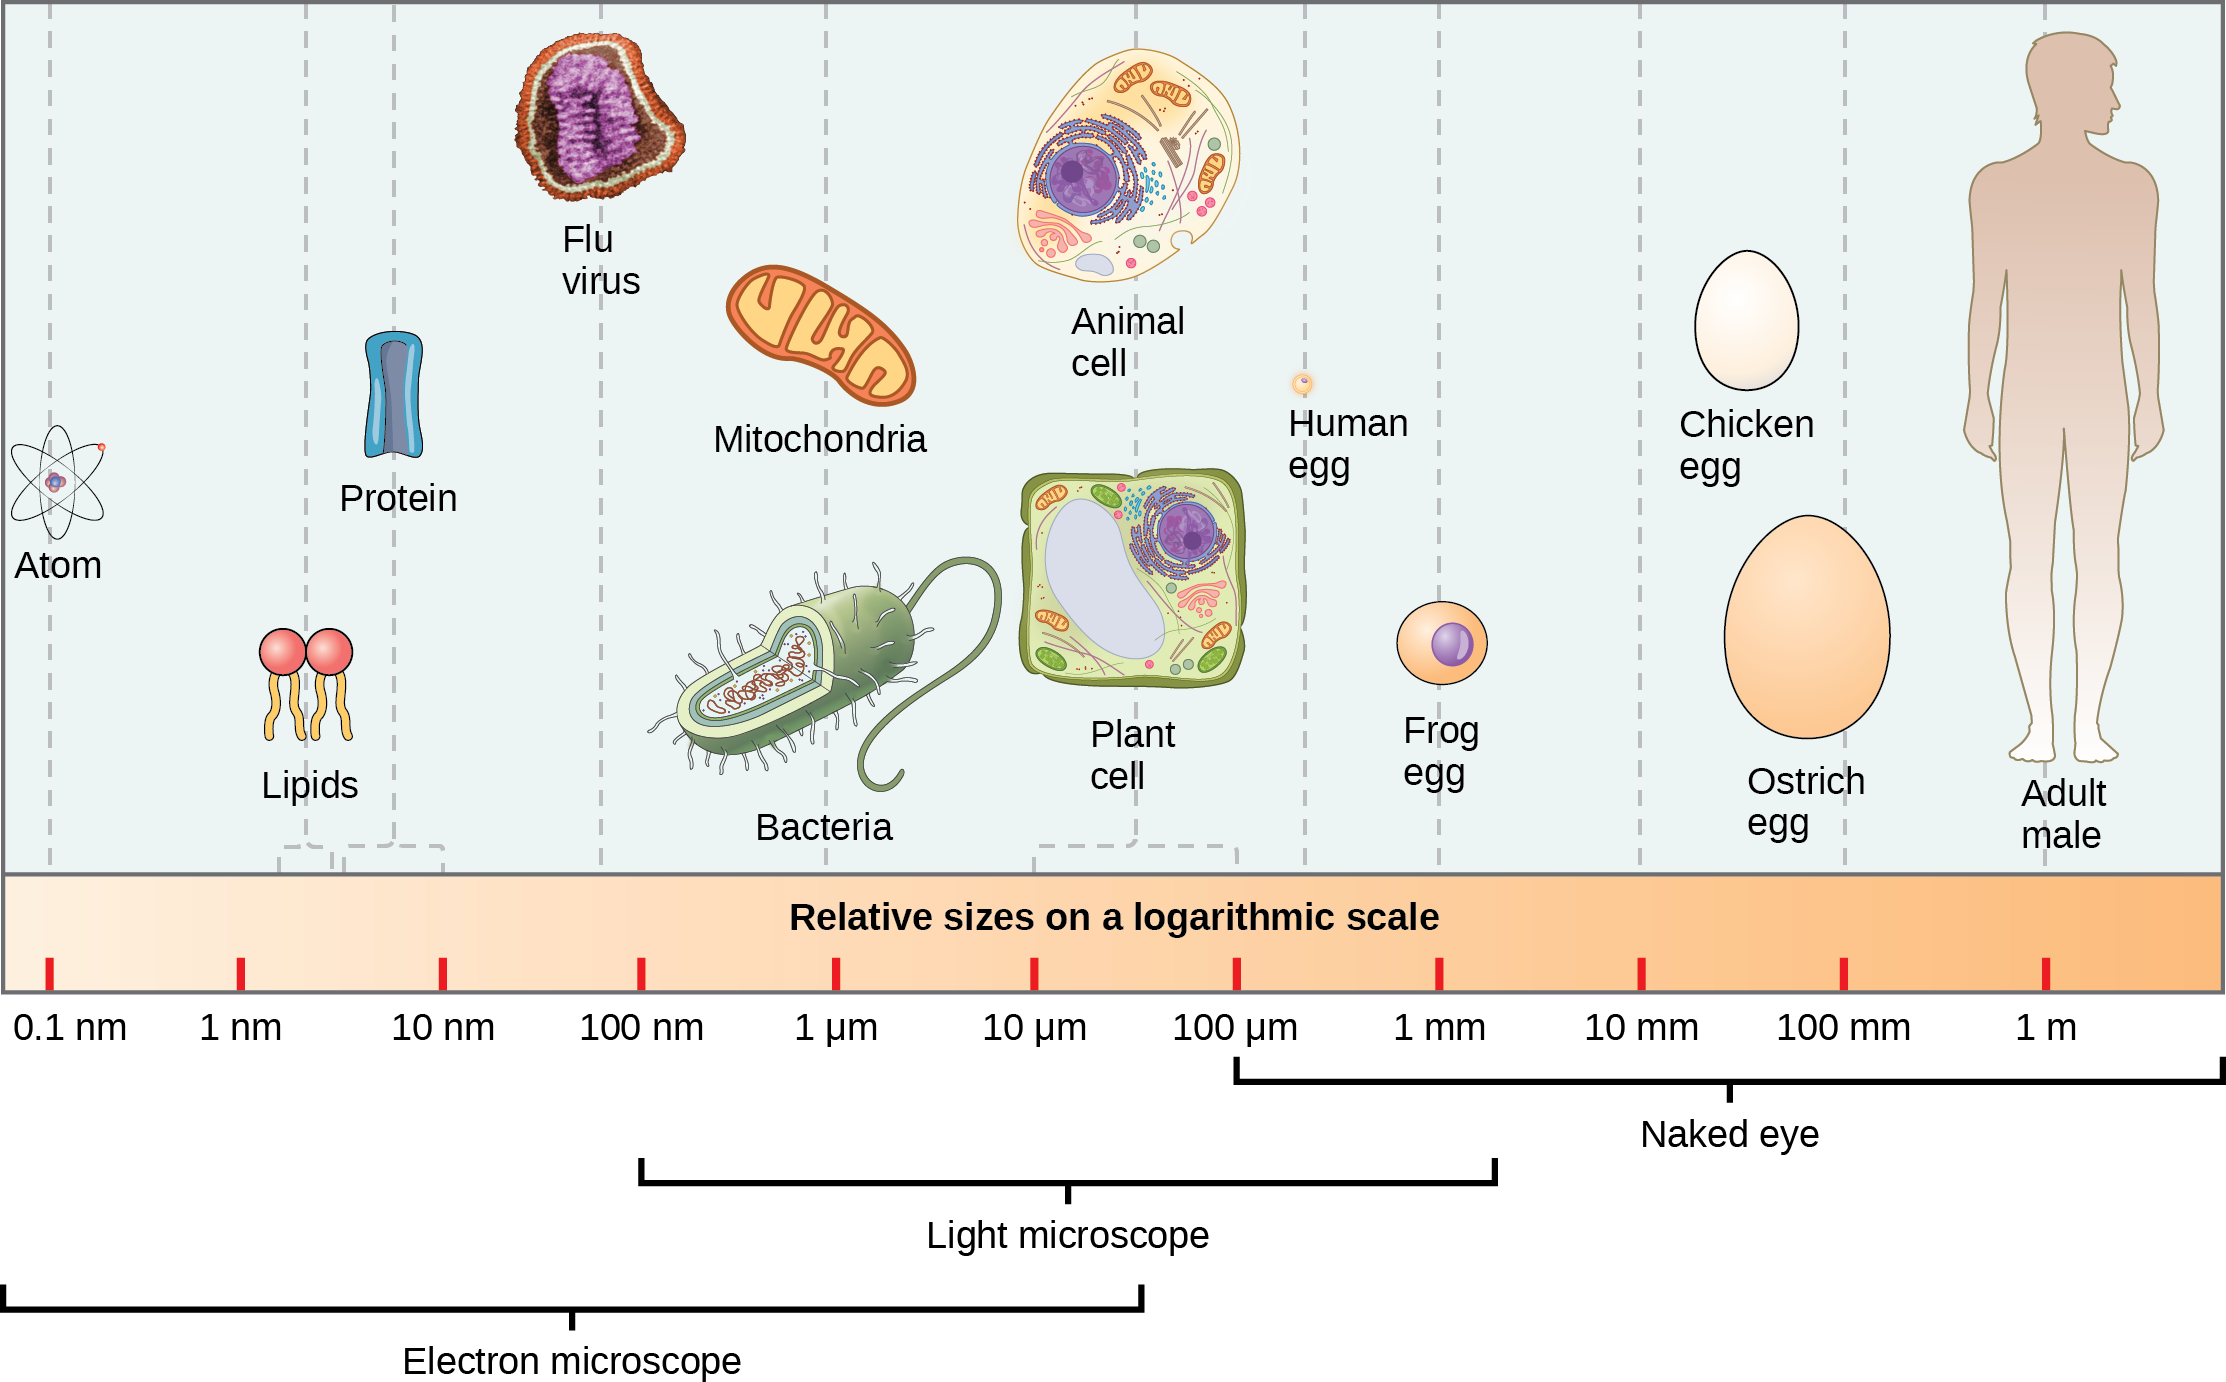 Flu
virus
Animal
cell
Mitochondria
Human
egg
Chicken
egg
Protein
Atom
Lipids
Bacteria
Plant
cell
Frog
egg
Ostrich
egg
Adult
male
Relative sizes on a logarithmic scale
0.1 nm 1 nm 10 nm 100 nm 1 µm 10 µm 100 µm 1 mm 10 mm 100 mm 1 m
Naked eye
Light microscope
Electron microscope